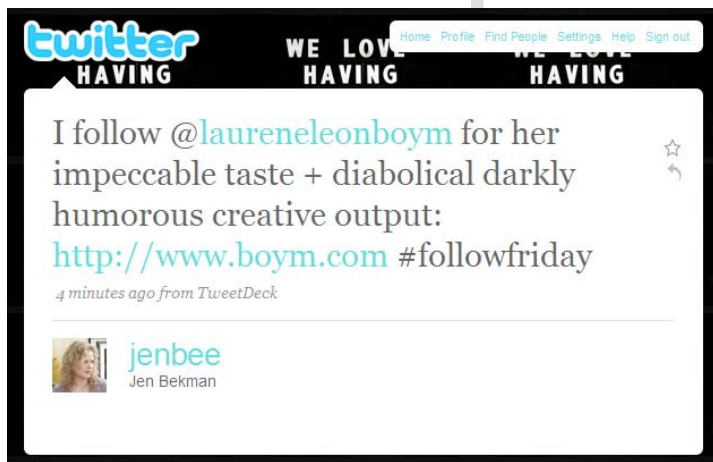 twitter
WE LOVE
HAVING
HAVING
HAVING
Home Profile Find People Settings Help Sign out
I follow @laureneleonboym for her
impeccable taste + diabolical darkly
humorous creative output:
http://www.boym.com #followfriday
4 minutes ago from TweetDeck
jenbee
Jen Bekman